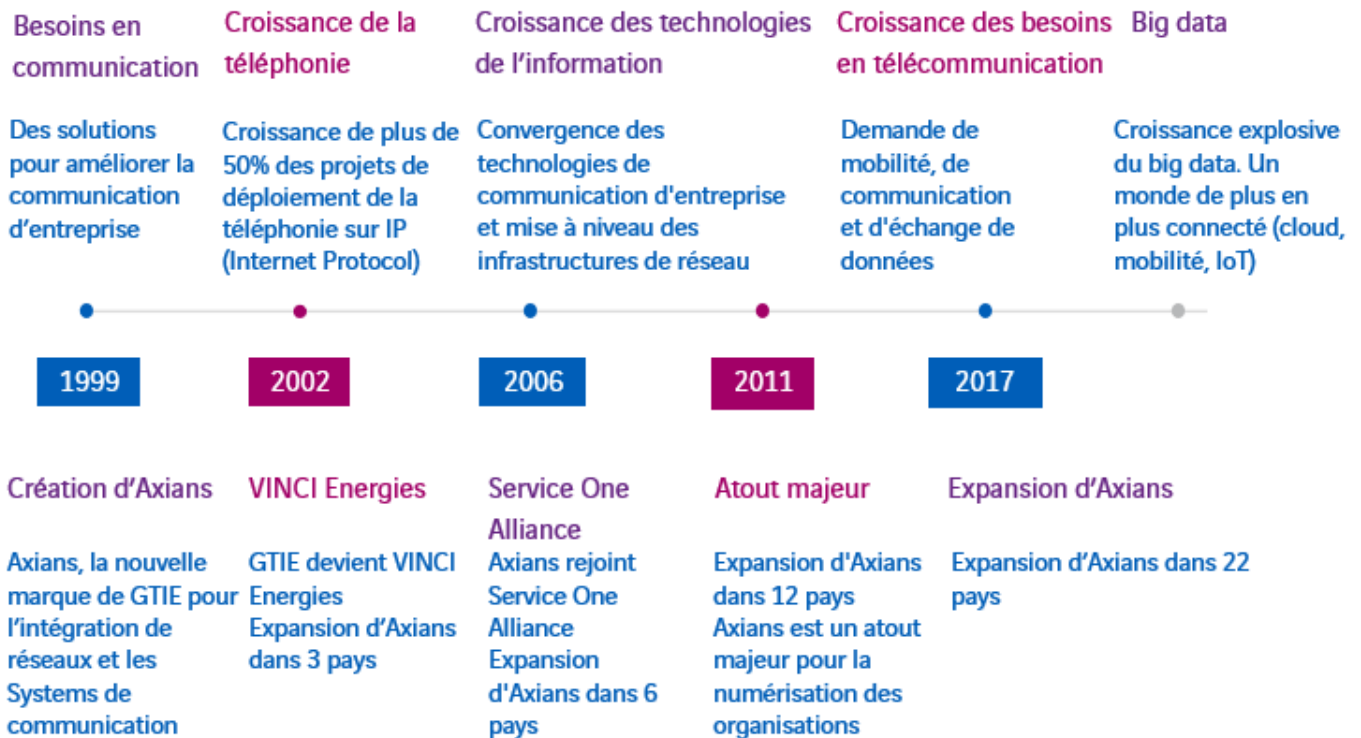 Besoins en
communication
Des solutions
pour améliorer la
communication
d’entreprise
Croissance de la
téléphonie
Croissance de plus de
50% des projets de
déploiement de la
téléphonie sur IP
(Internet Protocol)
Croissance des technologies
de l’information
Convergence des
technologies de
communication d'entreprise
et mise à niveau des
infrastructures de réseau
Croissance des besoins
en télécommunication
Demande de
mobilité, de
communication
et d'échange de
données
Big data
Croissance explosive
du big data. Un
monde de plus en
plus connecté (cloud,
mobilité, IoT)
1999
2002
2006
2011
2017
Création d’Axians
Axians, la nouvelle
marque de GTIE pour
l’intégration de
réseaux et les
Systems de
communication
VINCI Energies
GTIE devient VINCI
Energies
Expansion d’Axians
dans 3 pays
Service One
Alliance
Axians rejoint
Service One
Alliance
Expansion
d'Axians dans 6
pays
Atout majeur
Expansion d'Axians
dans 12 pays
Axians est un atout
majeur pour la
numérisation des
organisations
Expansion d’Axians
Expansion d’Axians dans 22
pays